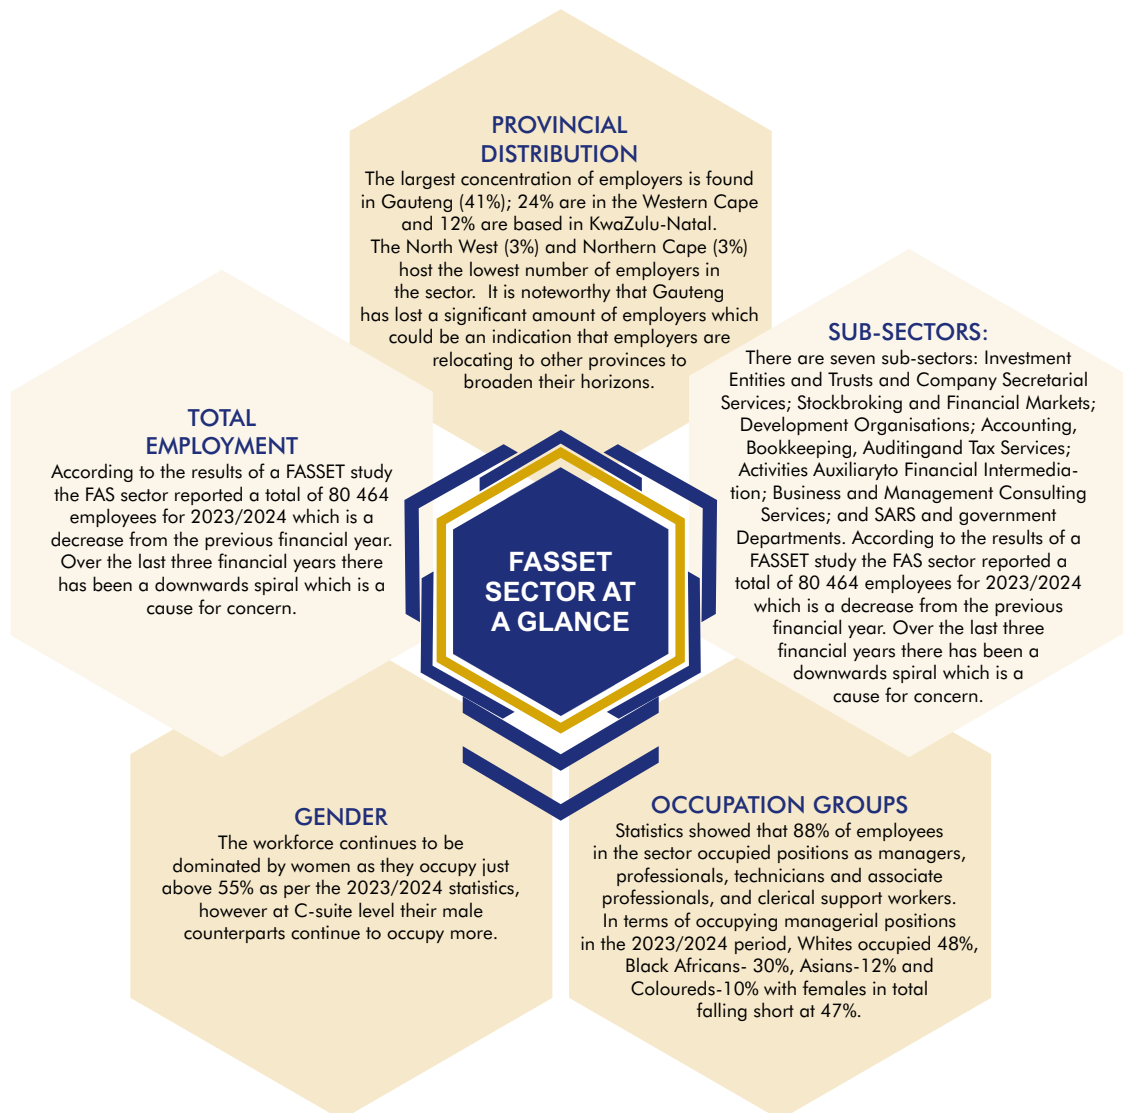 PROVINCIAL
DISTRIBUTION
The largest concentration of employers is found
in Gauteng (41%); 24% are in the Western Cape
and 12% are based in KwaZulu-Natal.
The North West (3%) and Northern Cape (3%)
host the lowest number of employers in
the sector. It is noteworthy that Gauteng
has lost a significant amount of employers which
could be an indication that employers are
relocating to other provinces to
broaden their horizons.
TOTAL
EMPLOYMENT
According to the results of a FASSET study
the FAS sector reported a total of 80 464
employees for 2023/2024 which is a
decrease from the previous financial year.
Over the last three financial years there
has been a downwards spiral which is a
cause for concern.
SUB-SECTORS:
There are seven sub-sectors: Investment
Entities and Trusts and Company Secretarial
Services; Stockbroking and Financial Markets;
Development Organisations; Accounting,
Bookkeeping, Auditingand Tax Services;
Activities Auxiliaryto Financial Intermedia-
tion; Business and Management Consulting
Services; and SARS and government
Departments. According to the results of a
FASSET study the FAS sector reported a
total of 80 464 employees for 2023/2024
which is a decrease from the previous
financial year. Over the last three
financial years there has been a
downwards spiral which is a
cause for concern.
FASSET
SECTOR AT
A GLANCE
GENDER
The workforce continues to be
dominated by women as they occupy just
above 55% as per the 2023/2024 statistics,
however at C-suite level their male
counterparts continue to occupy more.
OCCUPATION GROUPS
Statistics showed that 88% of employees
in the sector occupied positions as managers,
professionals, technicians and associate
professionals, and clerical support workers.
In terms of occupying managerial positions
in the 2023/2024 period, Whites occupied 48%,
Black Africans- 30%, Asians-12% and
Coloureds-10% with females in total
falling short at 47%.